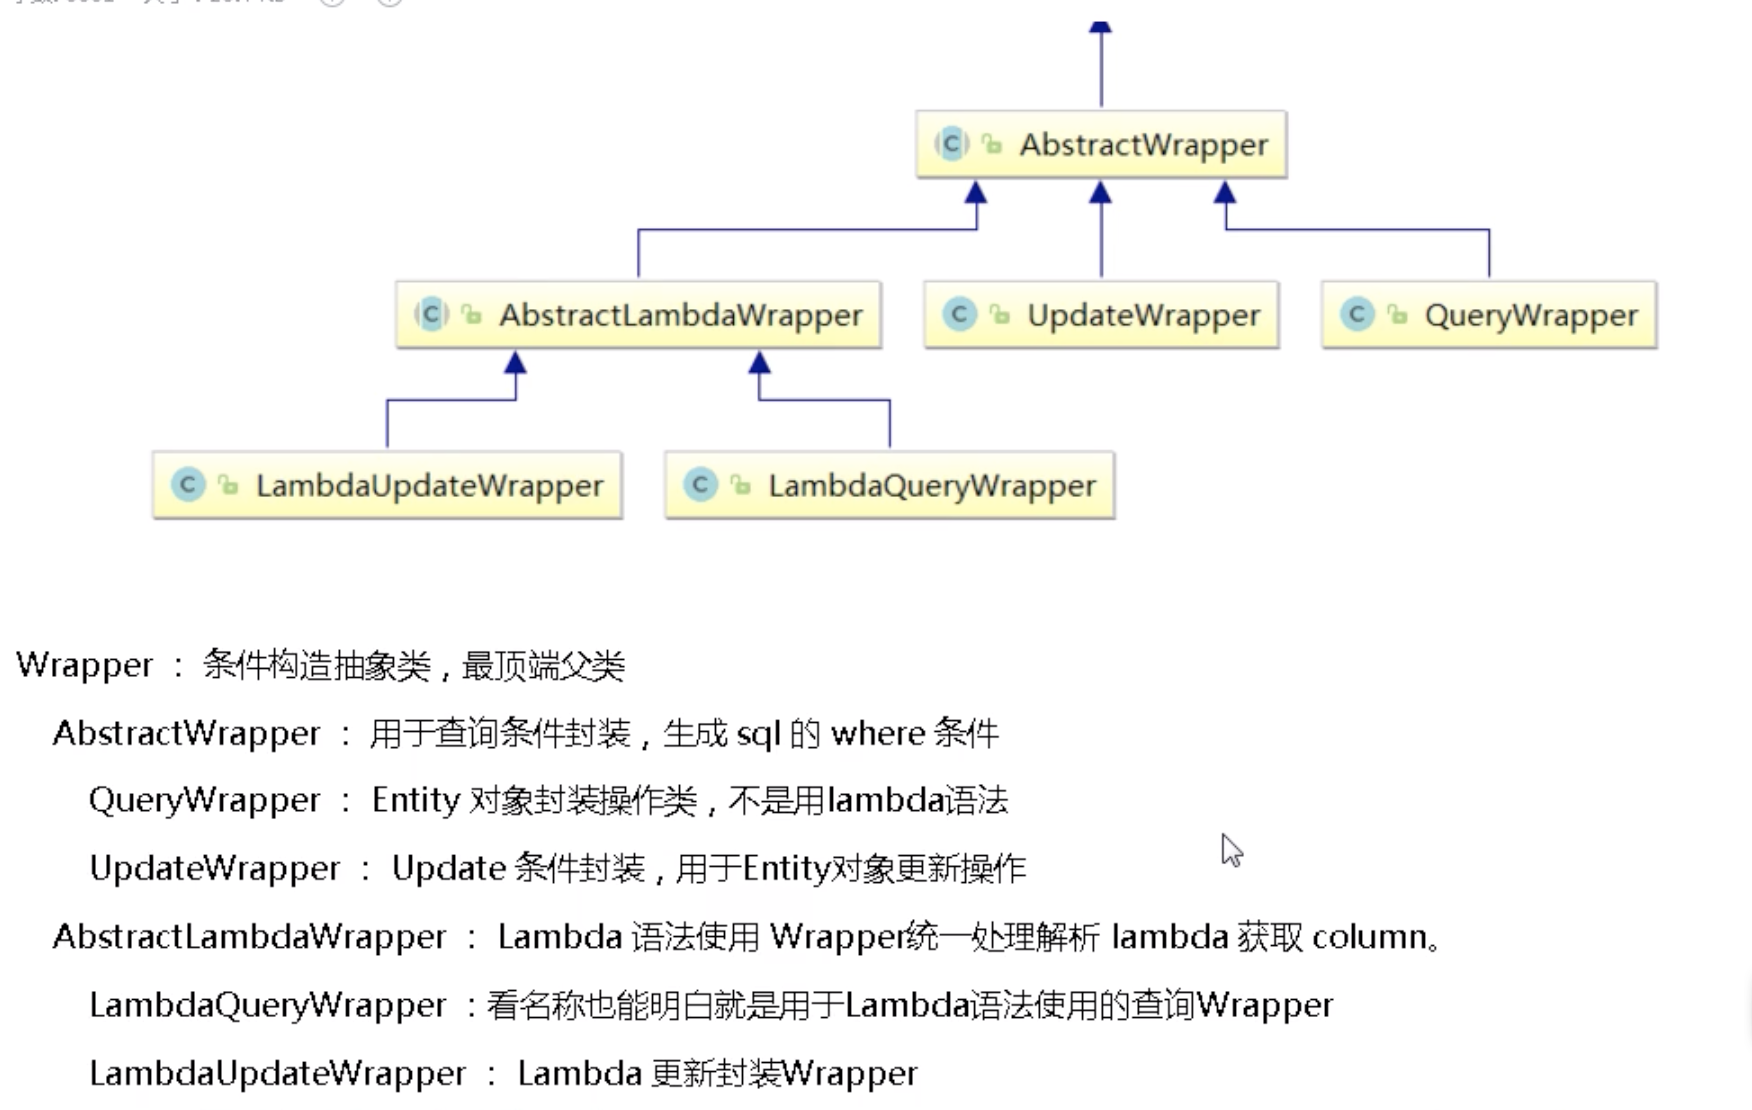 AbstractWrapper
AbstractLambdaWrapper
UpdateWrapper
QueryWrapper
LambdaUpdateWrapper
LambdaQueryWrapper
Wrapper ： 条件构造抽象类，最顶端父类
AbstractWrapper ： 用于查询条件封装，生成 sql 的 where 条件
QueryWrapper ： Entity 对象封装操作类，不是用lambda语法
UpdateWrapper ： Update 条件封装，用于Entity对象更新操作
AbstractLambdaWrapper ： Lambda 语法使用 Wrapper统一处理解析 lambda 获取 column。
LambdaQueryWrapper ：看名称也能明白就是用于Lambda语法使用的查询Wrapper
LambdaUpdateWrapper ： Lambda 更新封装Wrapper